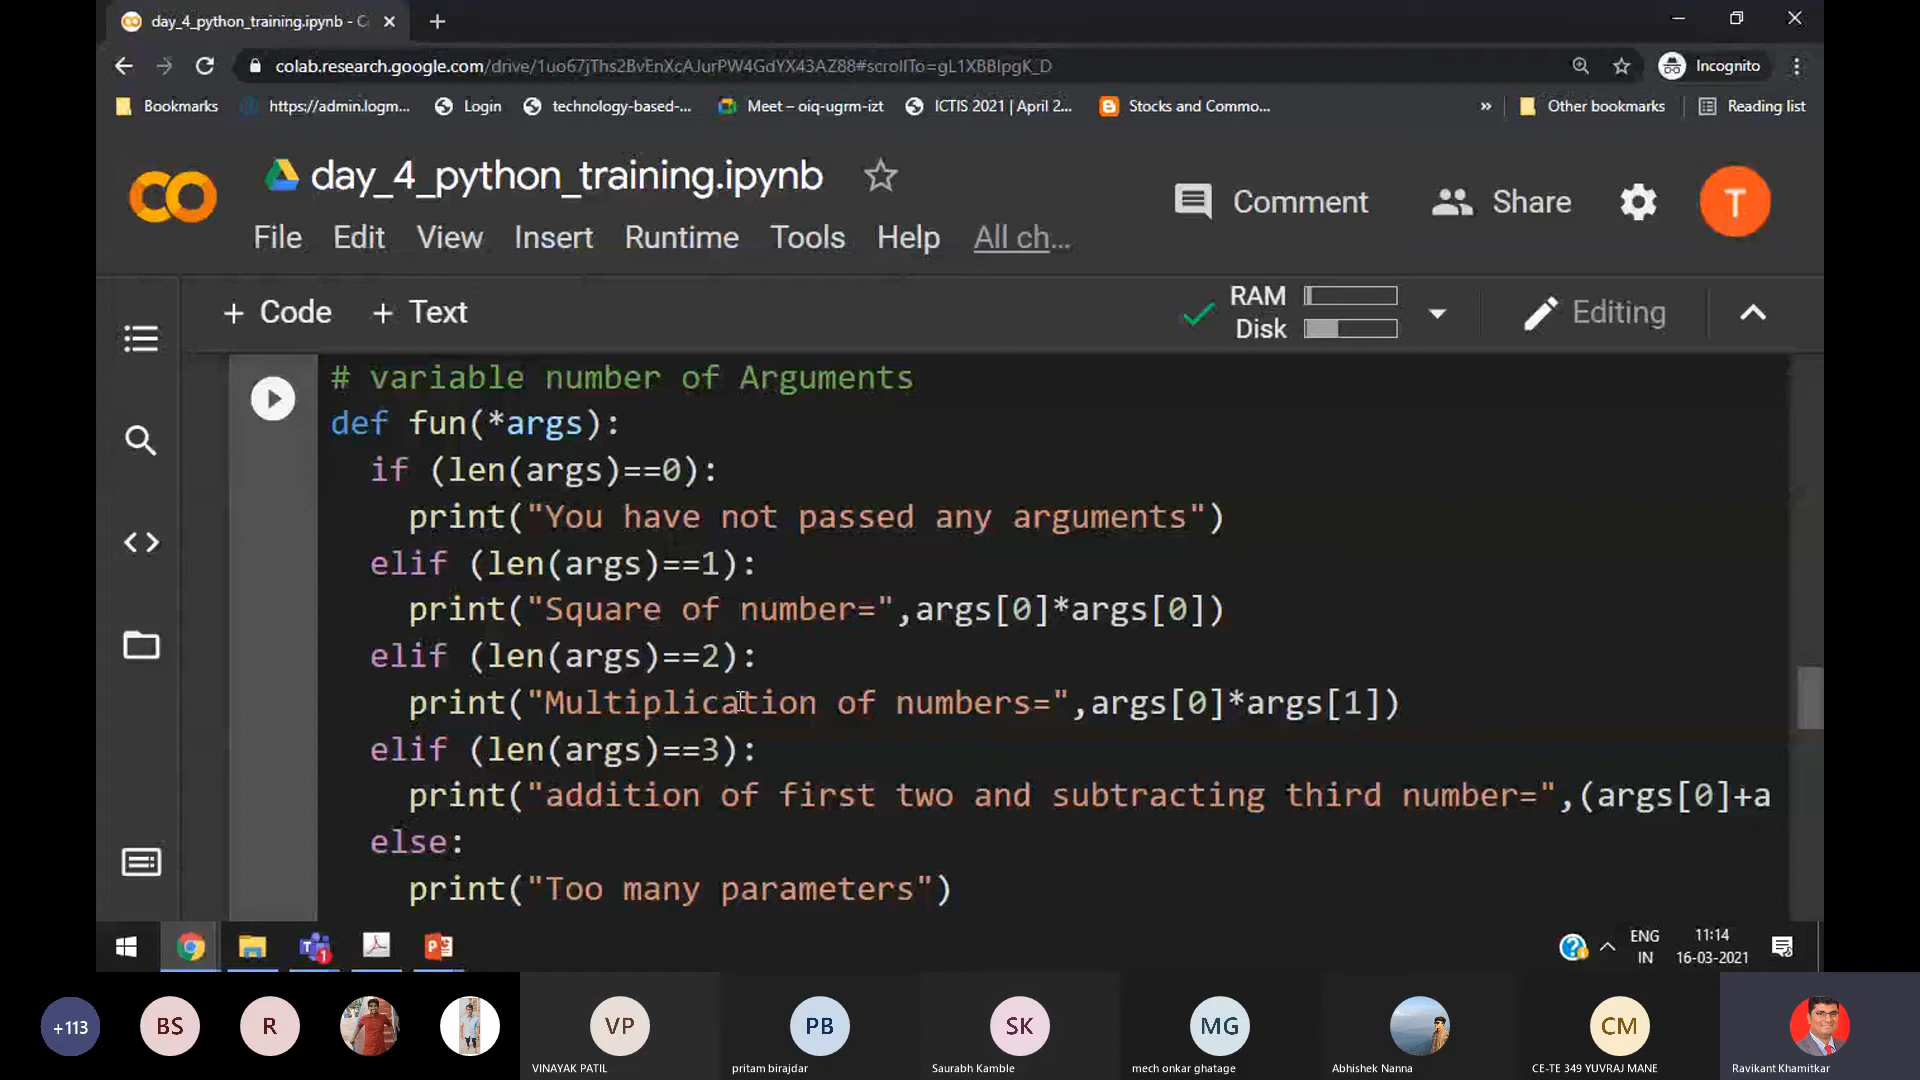 day_4_python_training.ipynb - C
colab.research.google.com/drive/1uo67jThs2BvEnXcAJurPW4GdYX43AZ88#scrollTo=gL1XBBlpgK_D
Incognito
Bookmarks
https://admin.logm...
Login
technology-based-...
Meet – oiq-ugrm-izt
ICTIS 2021 | April 2...
Stocks and Commo...
»
Other bookmarks
Reading list
CO
day_4_python_training.ipynb
Comment
Share
T
File Edit View Insert Runtime Tools Help All ch...
+ Code + Text
RAM
Disk
Editing
# variable number of Arguments
def fun(*args):
if (len(args)==0):
print("You have not passed any arguments")
elif (len(args)==1):
print("Square of number=",args[0]*args[0])
elif (len(args)==2):
print("Multiplication of numbers=",args[0]*args[1])
elif (len(args)==3):
print("addition of first two and subtracting third number=",(args[0]+a
else:
print("Too many parameters")
ENG
IN
11:14
16-03-2021
+113
BS
R
VP
VINAYAK PATIL
PB
pritam birajdar
SK
Saurabh Kamble
MG
mech onkar ghatage
Abhishek Nanna
CM
CE-TE 349 YUVRAJ MANE
Ravikant Khamitkar